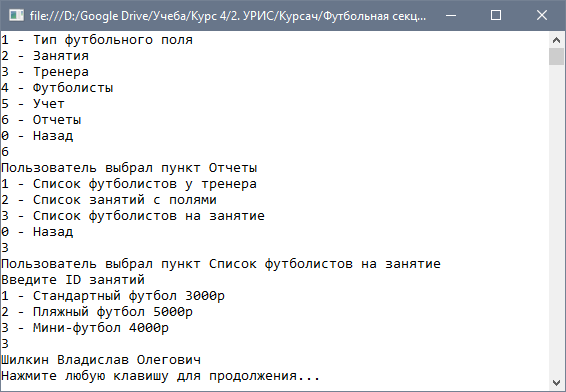 file:///D:/Google Drive/Учеба/Курс 4/2. УРИС/Курсач/Футбольная секц...
1 - Тип футбольного поля
2 - Занятия
3 - Тренера
4 - Футболисты
5 - Учет
6 - Отчеты
0 - Назад
6
Пользователь выбрал пункт Отчеты
1 - Список футболистов у тренера
2 - Список занятий с полями
3 - Список футболистов на занятие
0 - Назад
3
Пользователь выбрал пункт Список футболистов на занятие
Введите ID занятий
1 - Стандартный футбол 3000р
2 - Пляжный футбол 5000р
3 - Мини-футбол 4000р
3
Шилкин Владислав Олегович
Нажмите любую клавишу для продолжения...